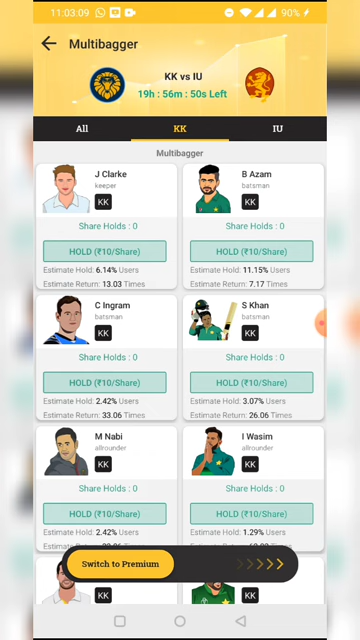 11:03:09
90%
Multibagger
KK vs IU
19h : 56m : 50s Left
All KK IU
Multibagger
J Clarke
keeper
KK
Share Holds : 0
HOLD (₹10/Share)
Estimate Hold: 6.14% Users
Estimate Return: 13.03 Times
B Azam
batsman
KK
Share Holds : 0
HOLD (₹10/Share)
Estimate Hold: 11.15% Users
Estimate Return: 7.17 Times
C Ingram
batsman
KK
Share Holds : 0
HOLD (₹10/Share)
Estimate Hold: 2.42% Users
Estimate Return: 33.06 Times
S Khan
batsman
KK
Share Holds : 0
HOLD (₹10/Share)
Estimate Hold: 3.07% Users
Estimate Return: 26.06 Times
M Nabi
allrounder
KK
Share Holds : 0
HOLD (₹10/Share)
Estimate Hold: 2.42% Users
I Wasim
allrounder
KK
Share Holds : 0
HOLD (₹10/Share)
Estimate Hold: 1.29% Users
Switch to Premium
KK
KK